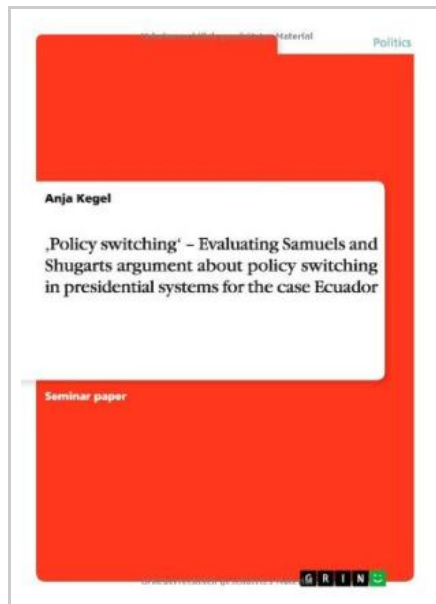 Politics
Anja Kegel
‚Policy switching‘ – Evaluating Samuels and
Shugarts argument about policy switching
in presidential systems for the case Ecuador
Seminar paper
GRIN